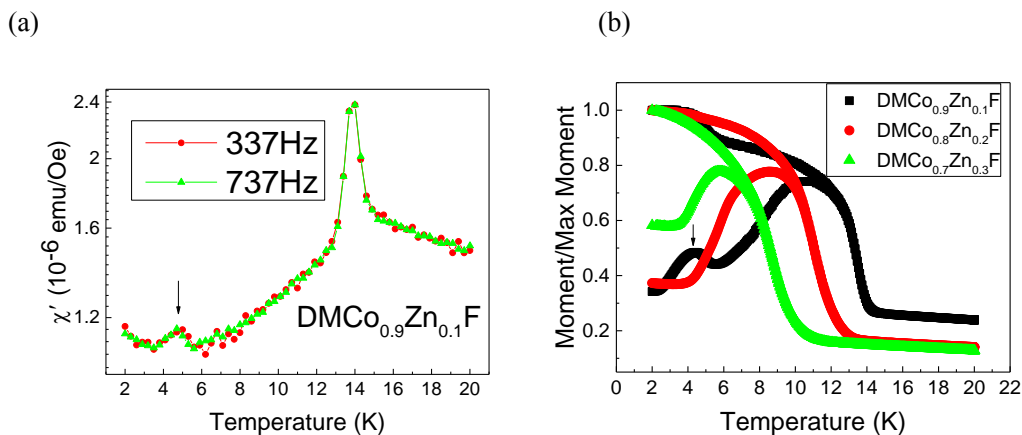 (a)
(b)
2.4
2
1.6
1.2
χ′ (10⁻⁶ emu/Oe)
337Hz
737Hz
DMCo₀.₉Zn₀.₁F
0 2 4 6 8 10 12 14 16 18 20
Temperature (K)
1.0
0.8
0.6
0.4
0.2
Moment/Max Moment
DMCo₀.₉Zn₀.₁F
DMCo₀.₈Zn₀.₂F
DMCo₀.₇Zn₀.₃F
0 2 4 6 8 10 12 14 16 18 20 22
Temperature (K)